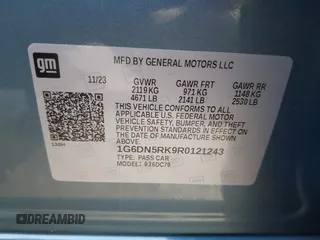 gm
MFD BY GENERAL MOTORS LLC
11/23 GVWR GAWR FRT GAWR RR
2119 KG 971 KG 1148 KG
4671 LB 2141 LB 2530 LB
THIS VEHICLE CONFORMS TO ALL
APPLICABLE U.S. FEDERAL MOTOR
VEHICLE SAFETY, BUMPER, AND THEFT
PREVENTION STANDARDS IN EFFECT ON
THE DATE OF MANUFACTURE SHOWN ABOVE.
1G6DN5RK9R0121243
TYPE: PASS CAR
DREAMBID